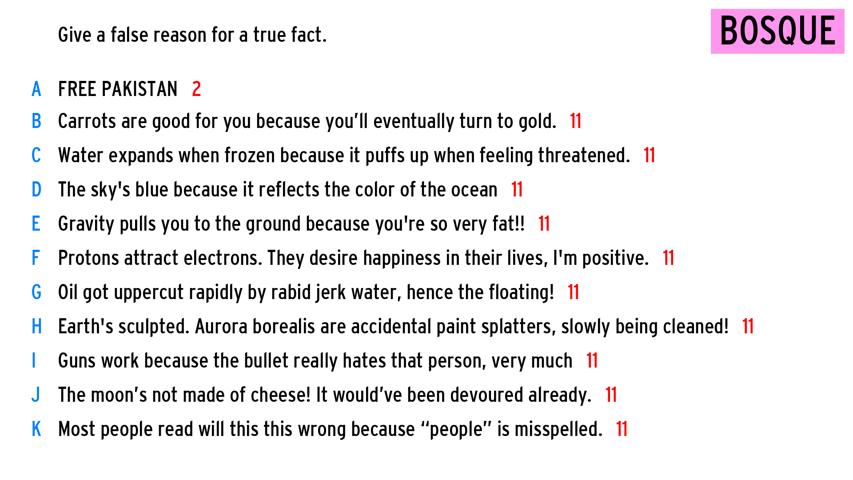 Give a false reason for a true fact.
BOSQUE
A FREE PAKISTAN 2
B Carrots are good for you because you’ll eventually turn to gold. 11
C Water expands when frozen because it puffs up when feeling threatened. 11
D The sky's blue because it reflects the color of the ocean 11
E Gravity pulls you to the ground because you're so very fat!! 11
F Protons attract electrons. They desire happiness in their lives, I'm positive. 11
G Oil got uppercut rapidly by rabid jerk water, hence the floating! 11
H Earth's sculpted. Aurora borealis are accidental paint splatters, slowly being cleaned! 11
I Guns work because the bullet really hates that person, very much 11
J The moon’s not made of cheese! It would’ve been devoured already. 11
K Most people read will this this wrong because “people” is misspelled. 11